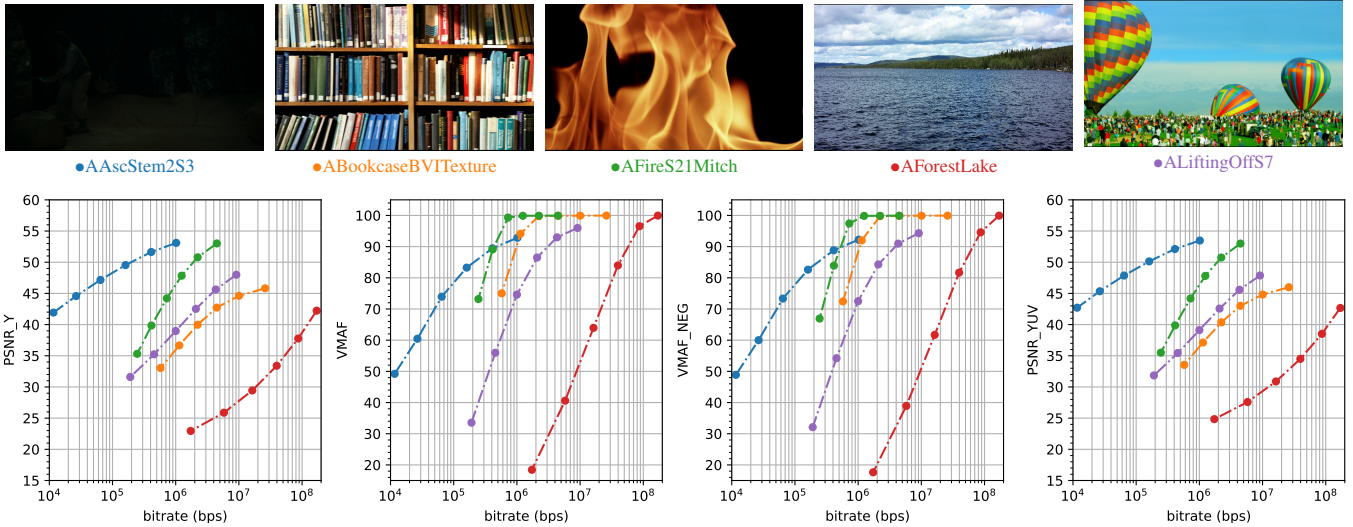 AAscStem2S3 ABookcaseBVITexture AFireS21Mitch AForestLake ALiftingOffS7
60
55
50
45
40
35
30
25
20
15
PSNR_Y
10^4 10^5 10^6 10^7 10^8
bitrate (bps)
100
90
80
70
60
50
40
30
20
VMAF
10^4 10^5 10^6 10^7 10^8
bitrate (bps)
100
90
80
70
60
50
40
30
20
VMAF_NEG
10^4 10^5 10^6 10^7 10^8
bitrate (bps)
60
55
50
45
40
35
30
25
20
15
PSNR_YUV
10^4 10^5 10^6 10^7 10^8
bitrate (bps)